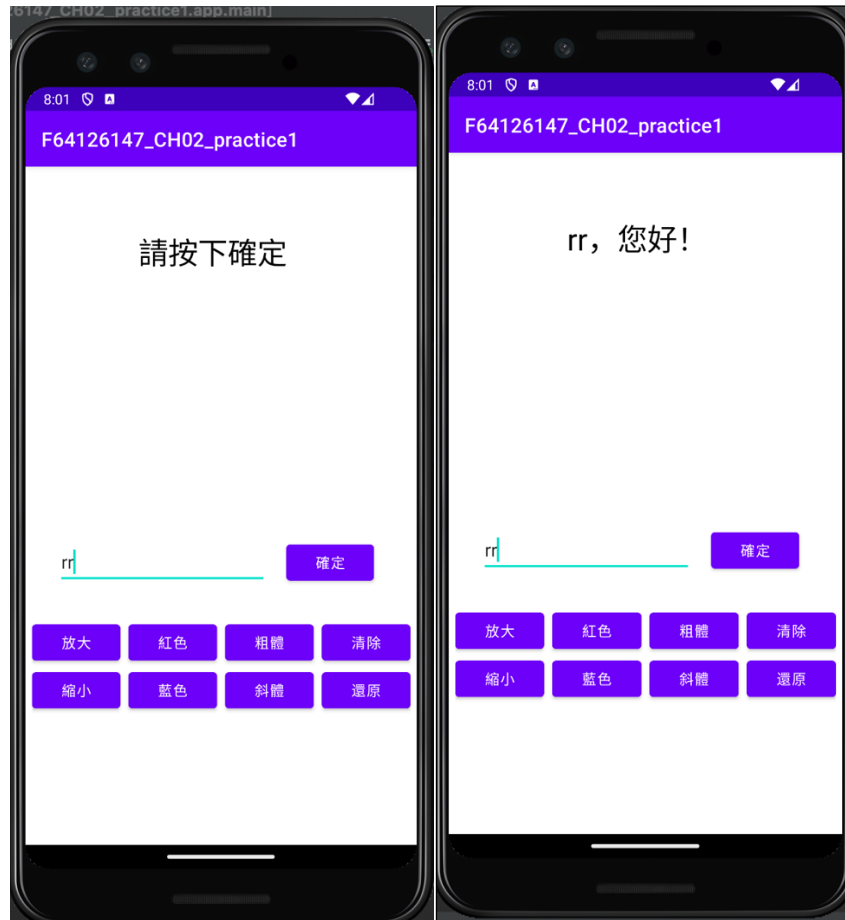 6147_CH02_practice1.app.main]
8:01
F64126147_CH02_practice1
請按下確定
rr
確定
放大 紅色 粗體 清除
縮小 藍色 斜體 還原
8:01
F64126147_CH02_practice1
rr，您好！
rr
確定
放大 紅色 粗體 清除
縮小 藍色 斜體 還原